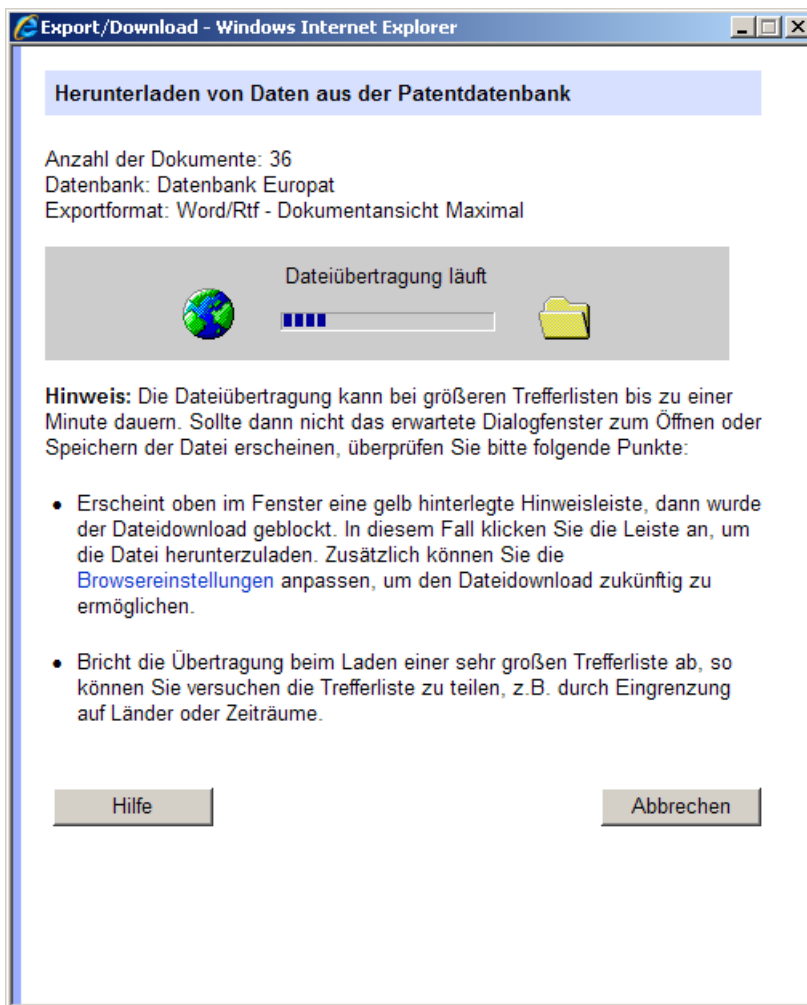 Export/Download - Windows Internet Explorer
Herunterladen von Daten aus der Patentdatenbank
Anzahl der Dokumente: 36
Datenbank: Datenbank Europat
Exportformat: Word/Rtf - Dokumentansicht Maximal
Dateiübertragung läuft
Hinweis: Die Dateiübertragung kann bei größeren Trefferlisten bis zu einer
Minute dauern. Sollte dann nicht das erwartete Dialogfenster zum Öffnen oder
Speichern der Datei erscheinen, überprüfen Sie bitte folgende Punkte:
• Erscheint oben im Fenster eine gelb hinterlegte Hinweisleiste, dann wurde
der Dateidownload geblockt. In diesem Fall klicken Sie die Leiste an, um
die Datei herunterzuladen. Zusätzlich können Sie die
Browsereinstellungen anpassen, um den Dateidownload zukünftig zu
ermöglichen.
• Bricht die Übertragung beim Laden einer sehr großen Trefferliste ab, so
können Sie versuchen die Trefferliste zu teilen, z.B. durch Eingrenzung
auf Länder oder Zeiträume.
Hilfe
Abbrechen